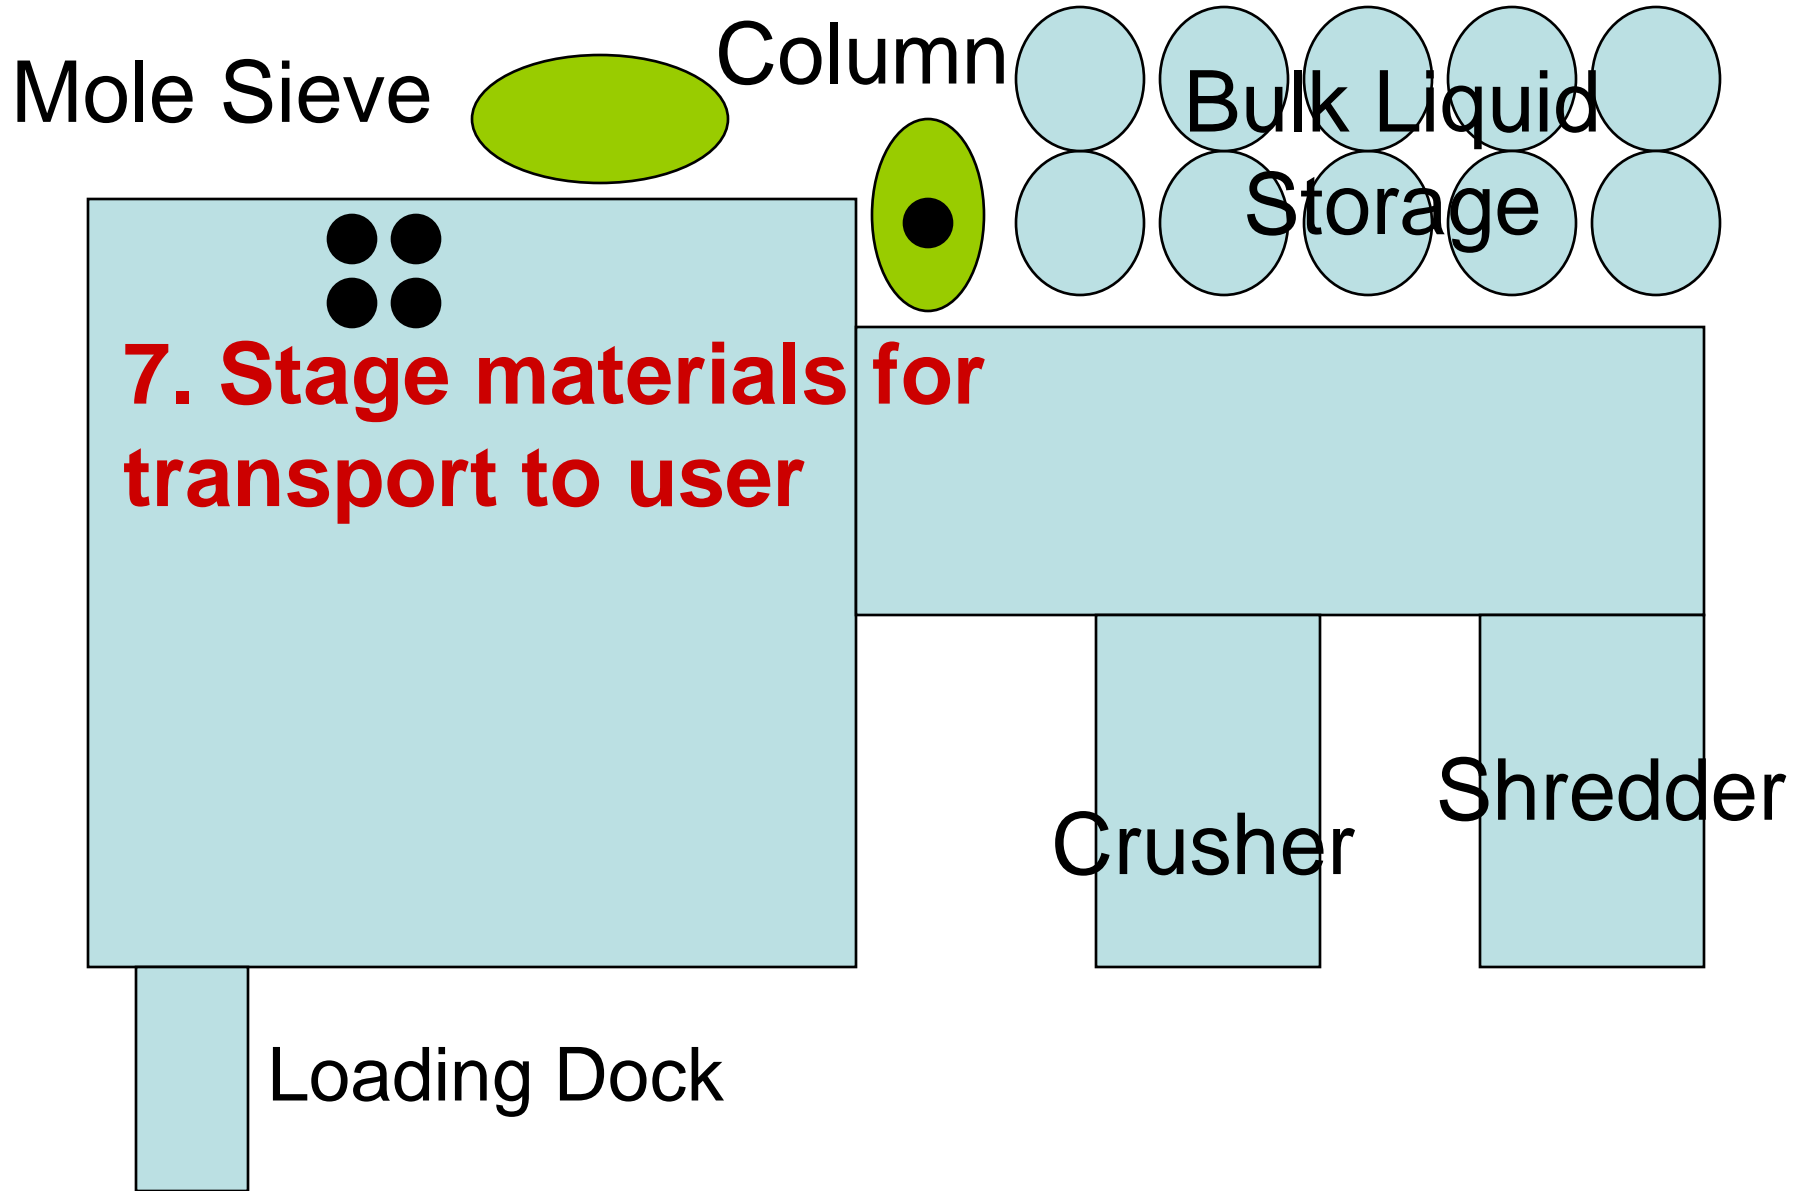 Mole Sieve
Column
Bulk Liquid
Storage
7. Stage materials for
transport to user
Shredder
Crusher
Loading Dock